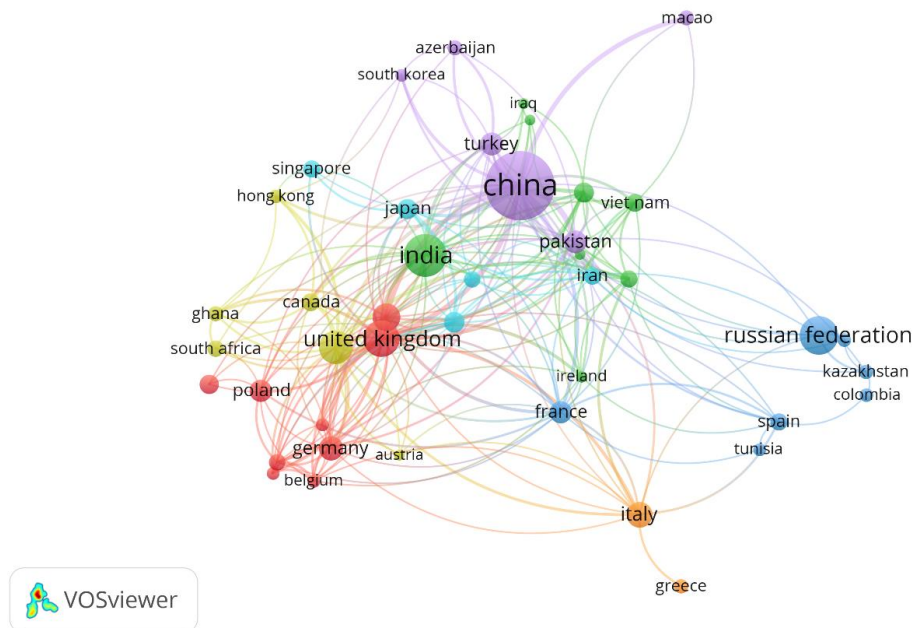 macao
azerbaijan
south korea
iraq
turkey
singapore
china
hong kong
viet nam
japan
pakistan
india
iran
canada
ghana
united kingdom
russian federation
south africa
kazakhstan
ireland
poland
colombia
france
spain
germany
tunisia
austria
belgium
italy
greece
VOSviewer